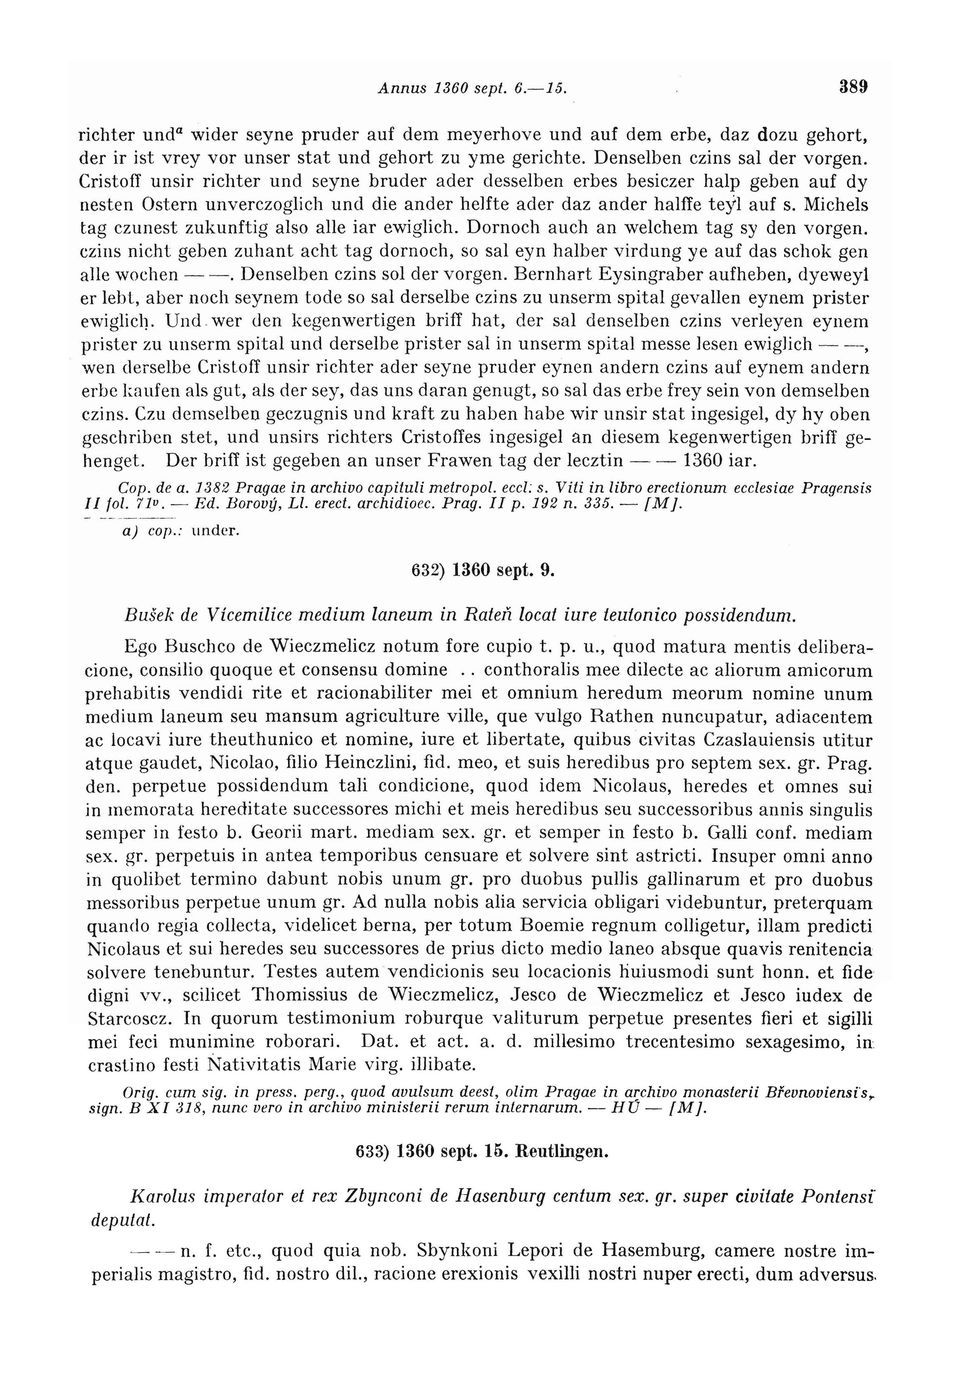 Annus 1360 sept. 6.—15. 389
richter undᵃ wider seyne pruder auf dem meyerhove und auf dem erbe, daz dozu gehort,
der ir ist vrey vor unser stat und gehort zu yme gerichte. Denselben czins sal der vorgen.
Cristoff unsir richter und seyne bruder ader desselben erbes besiczer halp geben auf dy
nesten Ostern unverczoglich und die ander helfte ader daz ander halffe teyl auf s. Michels
tag czunest zukunftig also alle iar ewiglich. Dornoch auch an welchem tag sy den vorgen.
czins nicht geben zuhant acht tag dornoch, so sal eyn halber virdung ye auf das schok gen
alle wochen — —. Denselben czins sol der vorgen. Bernhart Eysingraber aufheben, dyeweyl
er lebt, aber noch seynem tode so sal derselbe czins zu unserm spital gevallen eynem prister
ewiglich. Und wer den kegenwertigen briff hat, der sal denselben czins verleyen eynem
prister zu unserm spital und derselbe prister sal in unserm spital messe lesen ewiglich — —,
wen derselbe Cristoff unsir richter ader seyne pruder eynen andern czins auf eynem andern
erbe kaufen als gut, als der sey, das uns daran genugt, so sal das erbe frey sein von demselben
czins. Czu demselben geczugnis und kraft zu haben habe wir unsir stat ingesigel, dy hy oben
geschriben stet, und unsirs richters Cristoffes ingesigel an diesem kegenwertigen briff ge-
henget. Der briff ist gegeben an unser Frawen tag der lecztin — — 1360 iar.
Cop. de a. 1382 Pragae in archivo capituli metropol. eccl. s. Viti in libro erectionum ecclesiae Pragensis
II fol. 71ᵛ. — Ed. Borový, Ll. erect. archidioec. Prag. II p. 192 n. 335. — [M].
a) cop.: under.
632) 1360 sept. 9.
Bušek de Vícemilice medium laneum in Rateň locat iure teutonico possidendum.
Ego Buschco de Wieczmelicz notum fore cupio t. p. u., quod matura mentis delibera-
cione, consilio quoque et consensu domine . . conthoralis mee dilecte ac aliorum amicorum
prehabitis vendidi rite et racionabiliter mei et omnium heredum meorum nomine unum
medium laneum seu mansum agriculture ville, que vulgo Rathen nuncupatur, adiacentem
ac locavi iure theuthunico et nomine, iure et libertate, quibus civitas Czaslauiensis utitur
atque gaudet, Nicolao, filio Heinczlini, fid. meo, et suis heredibus pro septem sex. gr. Prag.
den. perpetue possidendum tali condicione, quod idem Nicolaus, heredes et omnes sui
in memorata hereditate successores michi et meis heredibus seu successoribus annis singulis
semper in festo b. Georii mart. mediam sex. gr. et semper in festo b. Galli conf. mediam
sex. gr. perpetuis in antea temporibus censuare et solvere sint astricti. Insuper omni anno
in quolibet termino dabunt nobis unum gr. pro duobus pullis gallinarum et pro duobus
messoribus perpetue unum gr. Ad nulla nobis alia servicia obligari videbuntur, preterquam
quando regia collecta, videlicet berna, per totum Boemie regnum colligetur, illam predicti
Nicolaus et sui heredes seu successores de prius dicto medio laneo absque quavis renitencia
solvere tenebuntur. Testes autem vendicionis seu locacionis huiusmodi sunt honn. et fide
digni vv., scilicet Thomissius de Wieczmelicz, Jesco de Wieczmelicz et Jesco iudex de
Starcoscz. In quorum testimonium roburque valiturum perpetue presentes fieri et sigilli
mei feci munimine roborari. Dat. et act. a. d. millesimo trecentesimo sexagesimo, in
crastino festi Nativitatis Marie virg. illibate.
Orig. cum sig. in press. perg., quod avulsum deest, olim Pragae in archivo monasterii Břevnoviensis,
sign. B XI 318, nunc vero in archivo ministerii rerum internarum. — HÚ — [M].
633) 1360 sept. 15. Reutlingen.
Karolus imperator et rex Zbynconi de Hasenburg centum sex. gr. super civitate Pontensi
deputat.
— — n. f. etc., quod quia nob. Sbynkoni Lepori de Hasemburg, camere nostre im-
perialis magistro, fid. nostro dil., racione erexionis vexilli nostri nuper erecti, dum adversus